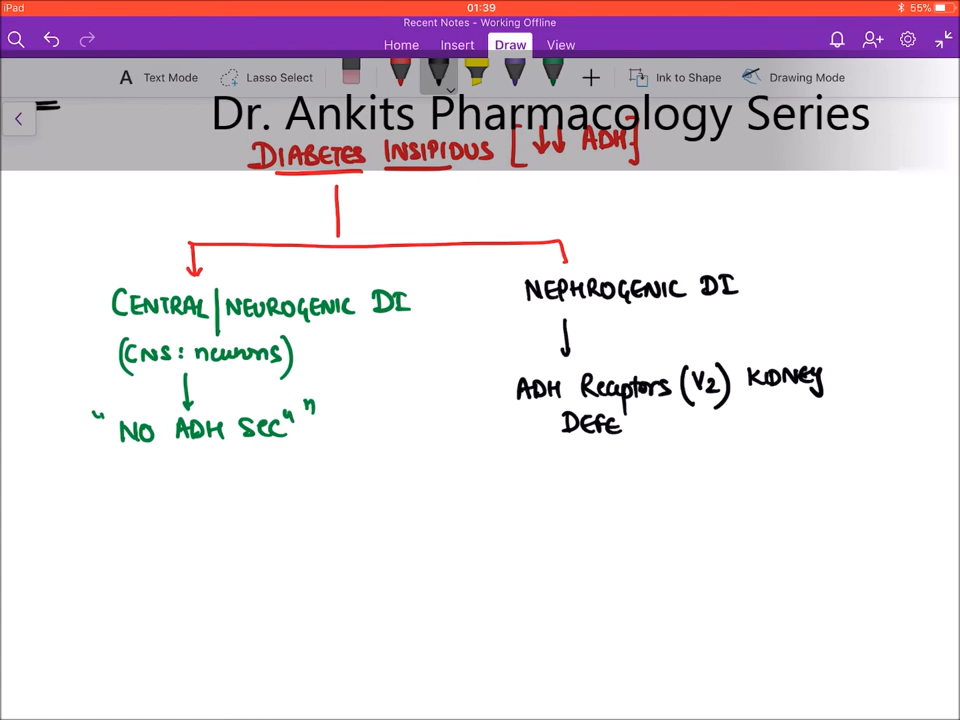 iPad 01:39 55%
Recent Notes - Working Offline
Home Insert Draw View
A Text Mode Lasso Select Ink to Shape Drawing Mode
Dr. Ankits Pharmacology Series
DIABETES INSIPIDUS [↓↓ ADH]
CENTRAL|NEUROGENIC DI
(CNS: neurons)
"NO ADH SECⁿ"
NEPHROGENIC DI
ADH Receptors (V2) KIDNEY
DEFE